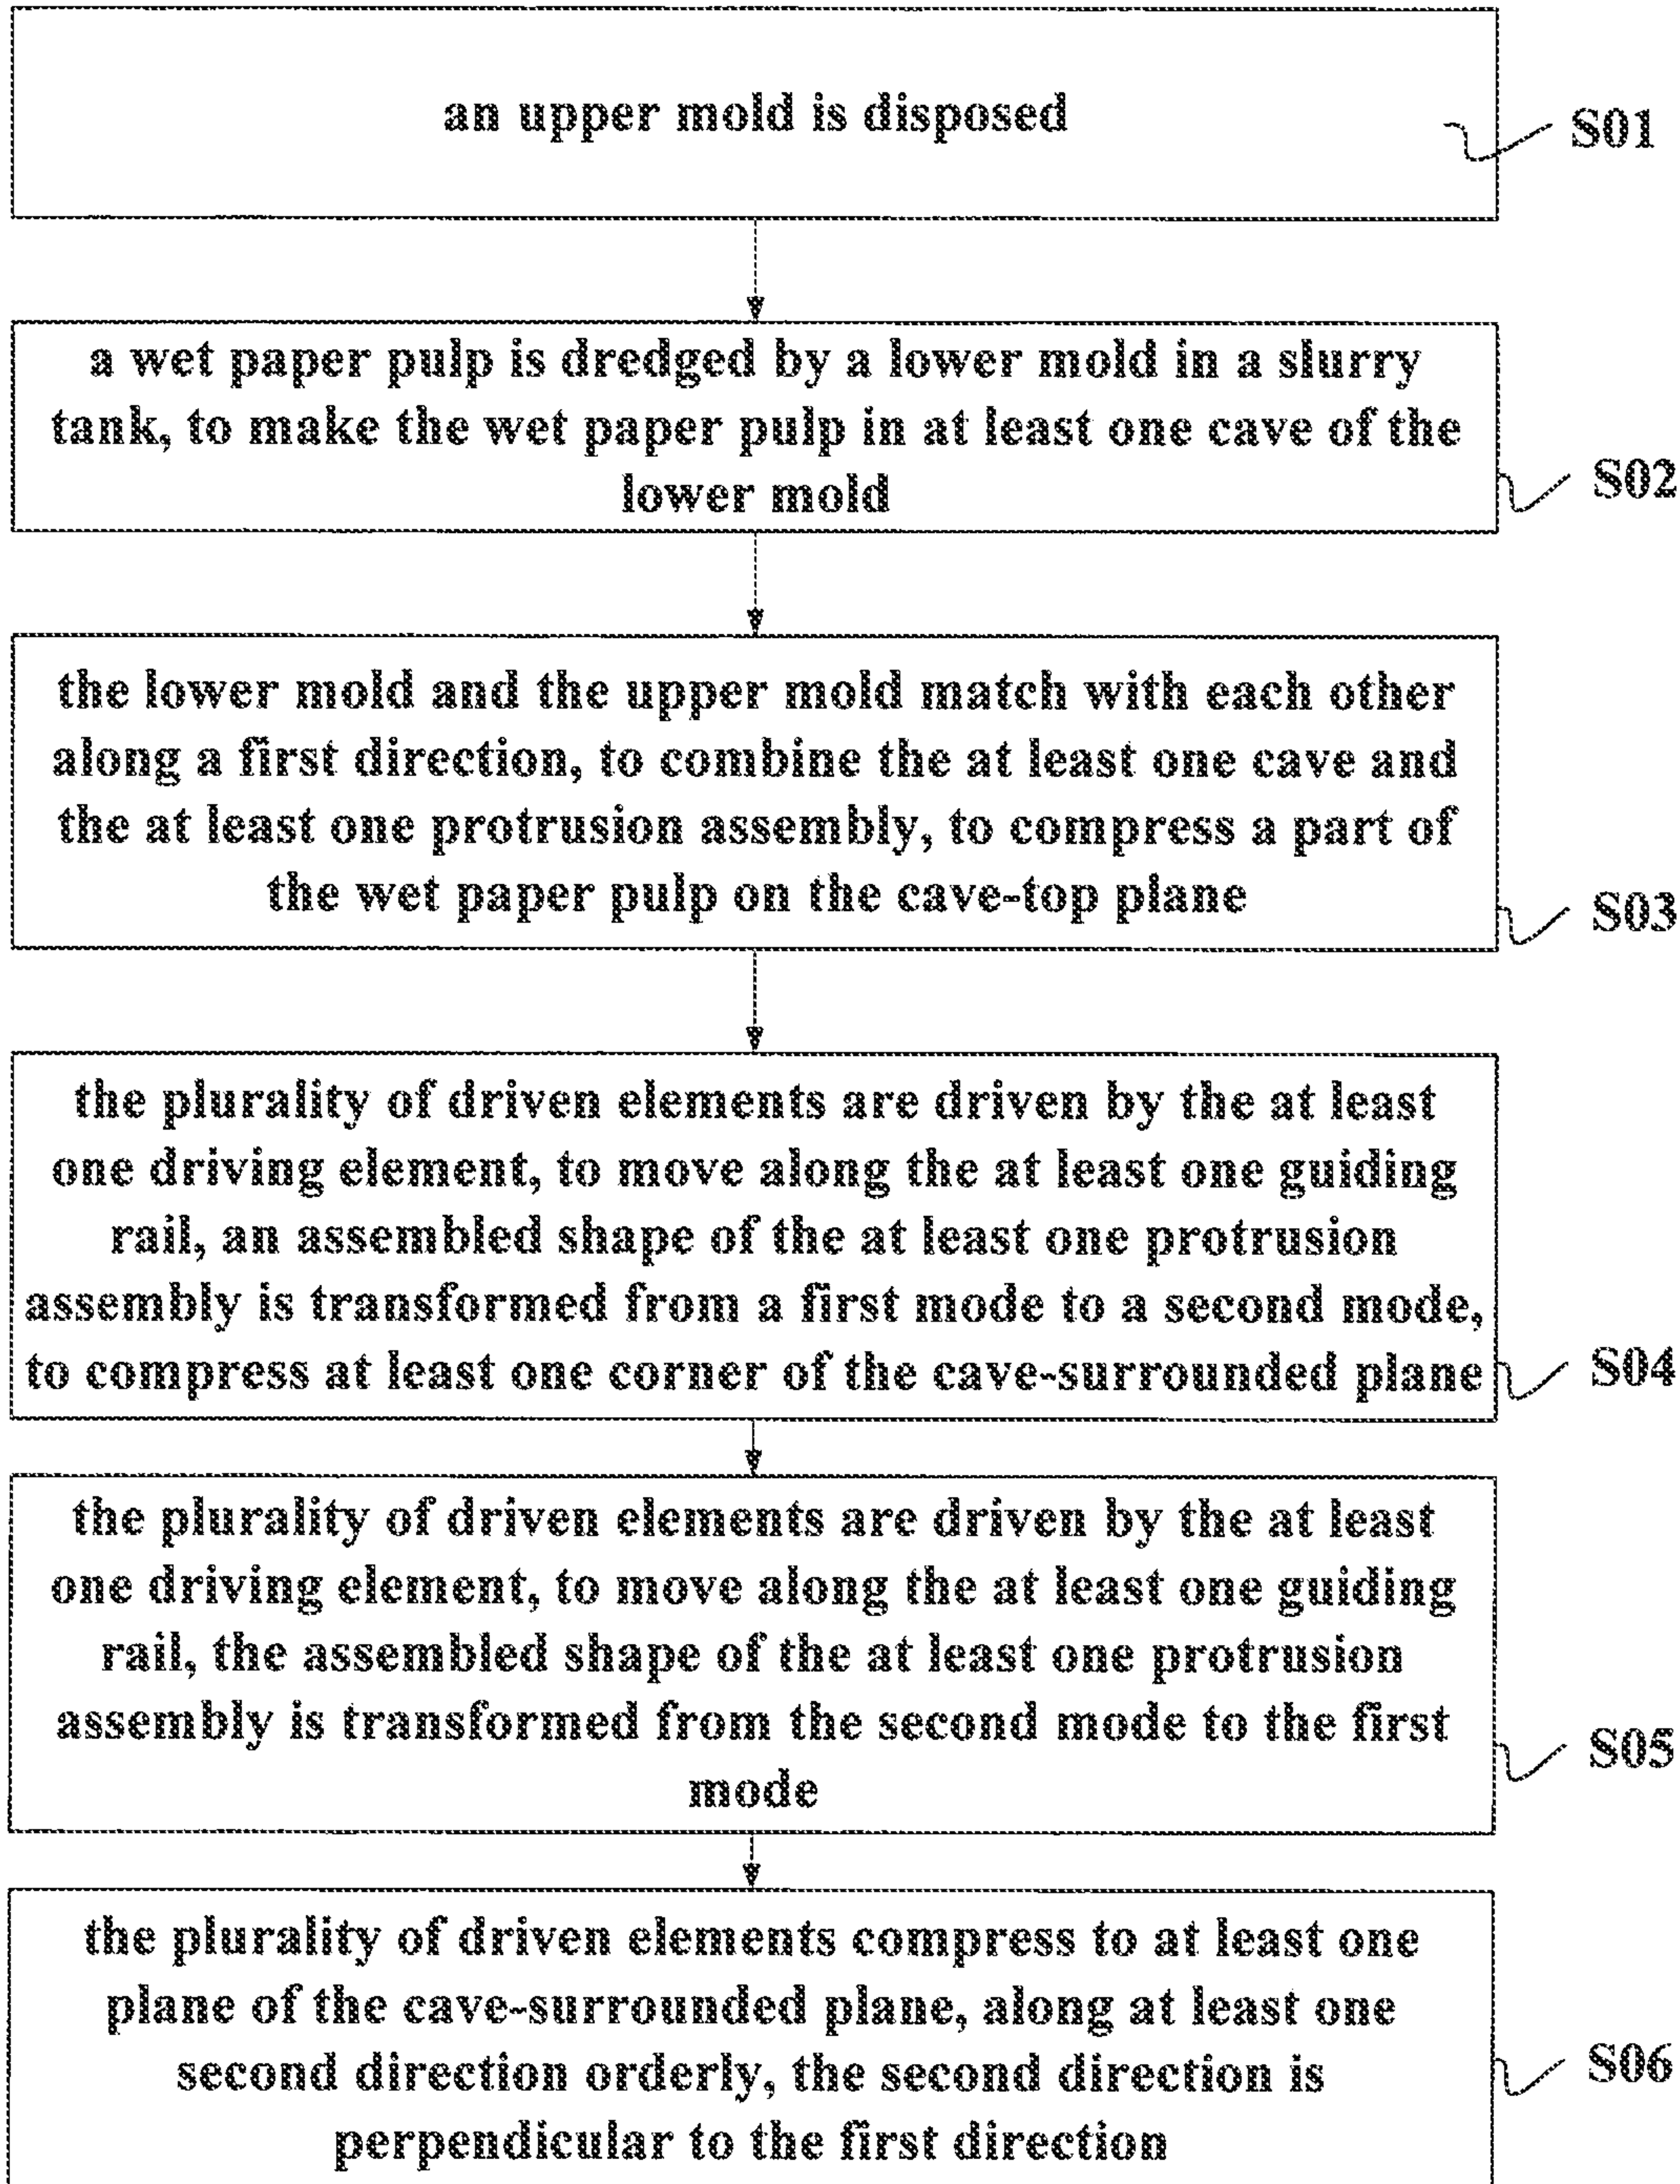 an upper mold is disposed
S01
a wet paper pulp is dredged by a lower mold in a slurry
tank, to make the wet paper pulp in at least one cave of the
lower mold
S02
the lower mold and the upper mold match with each other
along a first direction, to combine the at least one cave and
the at least one protrusion assembly, to compress a part of
the wet paper pulp on the cave-top plane
S03
the plurality of driven elements are driven by the at least
one driving element, to move along the at least one guiding
rail, an assembled shape of the at least one protrusion
assembly is transformed from a first mode to a second mode,
to compress at least one corner of the cave-surrounded plane
S04
the plurality of driven elements are driven by the at least
one driving element, to move along the at least one guiding
rail, the assembled shape of the at least one protrusion
assembly is transformed from the second mode to the first
mode
S05
the plurality of driven elements compress to at least one
plane of the cave-surrounded plane, along at least one
second direction orderly, the second direction is
perpendicular to the first direction
S06